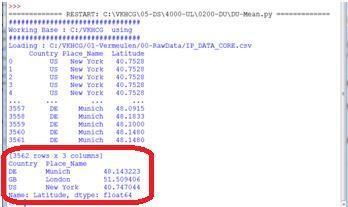 >>>
============== RESTART: C:\VKHCG\05-DS\4000-UL\0200-DU\DU-Mean.py ==============
################################
Working Base : C:/VKHCG  using
################################
Loading : C:/VKHCG/01-Vermeulen/00-RawData/IP_DATA_CORE.csv
Country Place_Name Latitude
0 US New York 40.7528
1 US New York 40.7528
2 US New York 40.7528
3 US New York 40.7528
4 US New York 40.7528
... ... ... ...
3557 DE Munich 48.0915
3558 DE Munich 48.1833
3559 DE Munich 48.1000
3560 DE Munich 48.1480
3561 DE Munich 48.1480

[3562 rows x 3 columns]
Country Place_Name
DE Munich 48.143223
GB London 51.509406
US New York 40.747044
Name: Latitude, dtype: float64